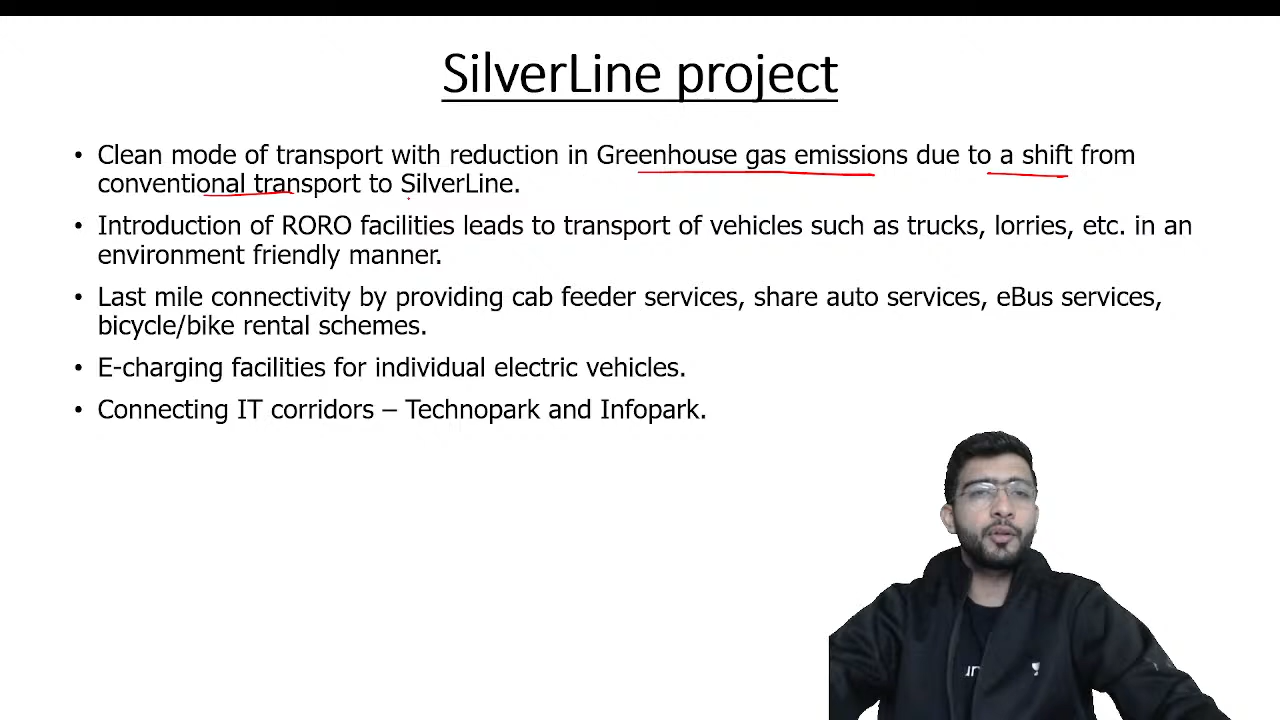 SilverLine project
• Clean mode of transport with reduction in Greenhouse gas emissions due to a shift from
conventional transport to SilverLine.
• Introduction of RORO facilities leads to transport of vehicles such as trucks, lorries, etc. in an
environment friendly manner.
• Last mile connectivity by providing cab feeder services, share auto services, eBus services,
bicycle/bike rental schemes.
• E-charging facilities for individual electric vehicles.
• Connecting IT corridors – Technopark and Infopark.